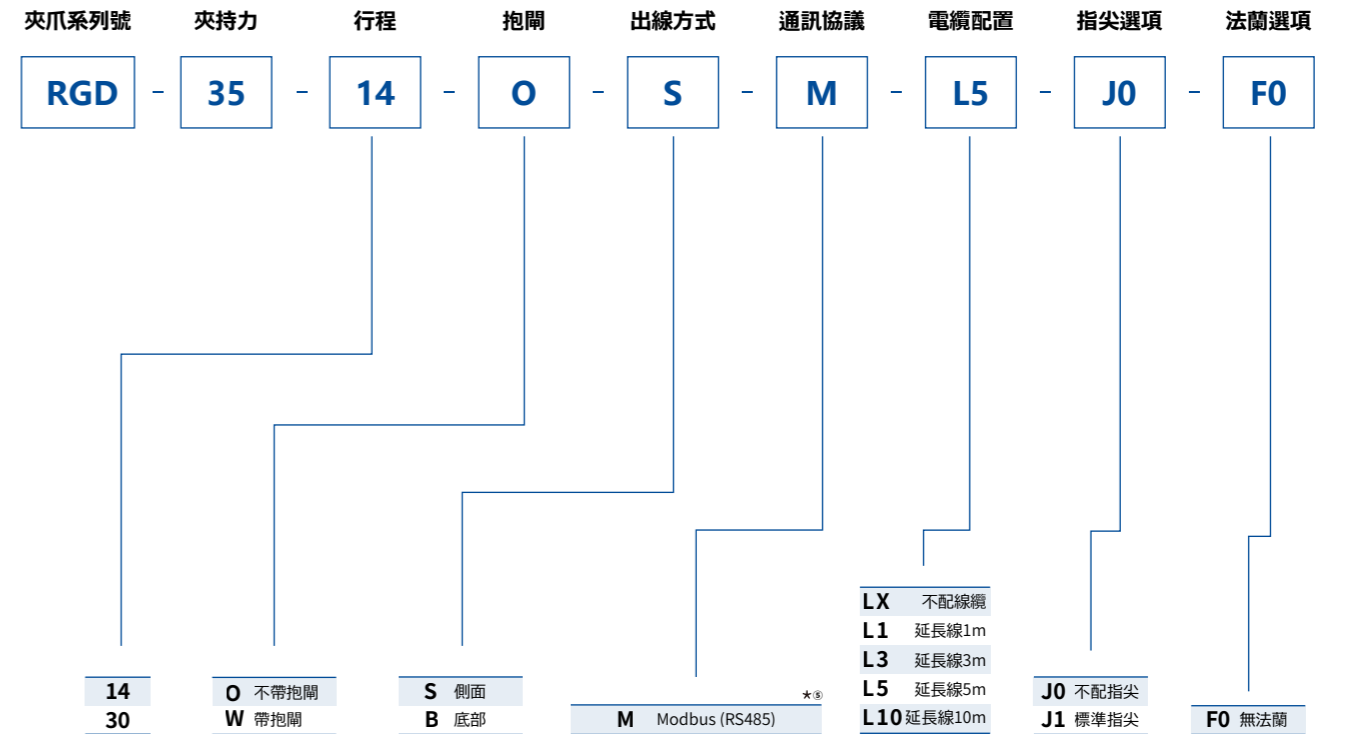 夾爪系列號 夾持力 行程 抱閘 出線方式 通訊協議 電纜配置 指尖選項 法蘭選項
RGD - 35 - 14 - O - S - M - L5 - J0 - F0
14
30
O 不帶抱閘
W 帶抱閘
S 側面
B 底部
*⑤
M Modbus (RS485)
LX 不配線纜
L1 延長線1m
L3 延長線3m
L5 延長線5m
L10 延長線10m
J0 不配指尖
J1 標準指尖
F0 無法蘭